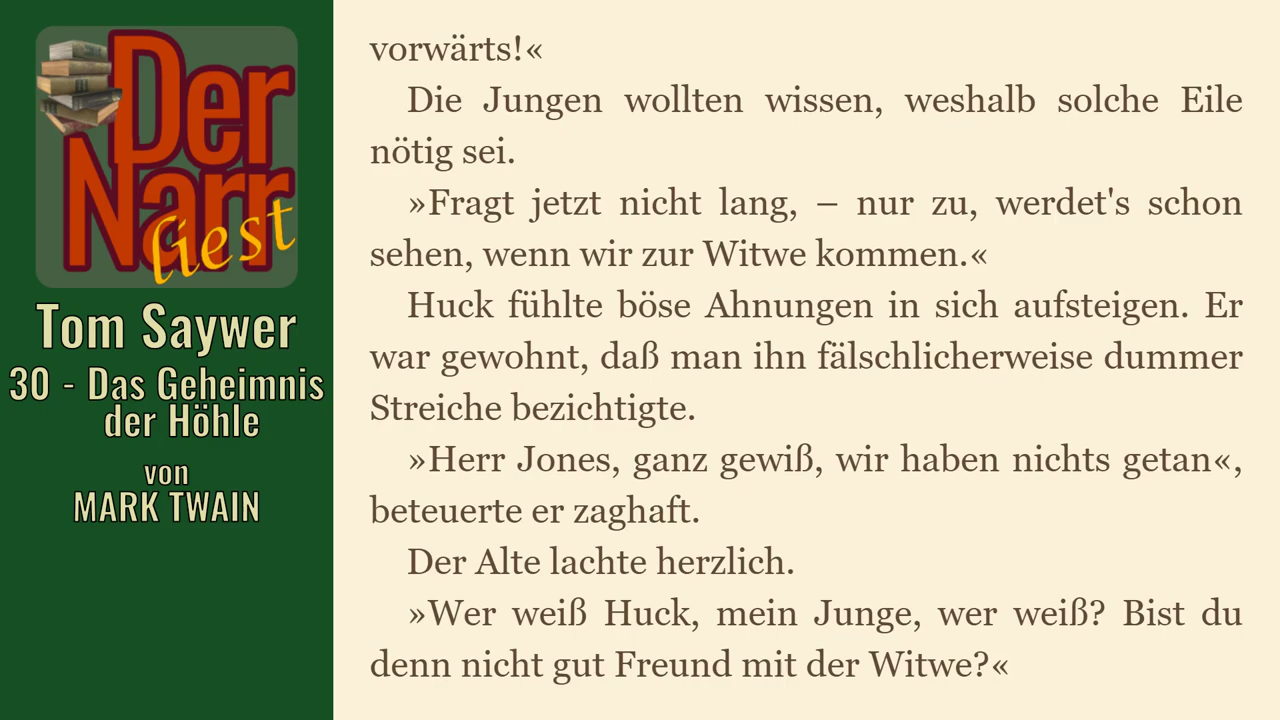 Der
Narr
liest
Tom Saywer
30 - Das Geheimnis
der Höhle
von
MARK TWAIN
vorwärts!«
Die Jungen wollten wissen, weshalb solche Eile
nötig sei.
»Fragt jetzt nicht lang, – nur zu, werdet's schon
sehen, wenn wir zur Witwe kommen.«
Huck fühlte böse Ahnungen in sich aufsteigen. Er
war gewohnt, daß man ihn fälschlicherweise dummer
Streiche bezichtigte.
»Herr Jones, ganz gewiß, wir haben nichts getan«,
beteuerte er zaghaft.
Der Alte lachte herzlich.
»Wer weiß Huck, mein Junge, wer weiß? Bist du
denn nicht gut Freund mit der Witwe?«